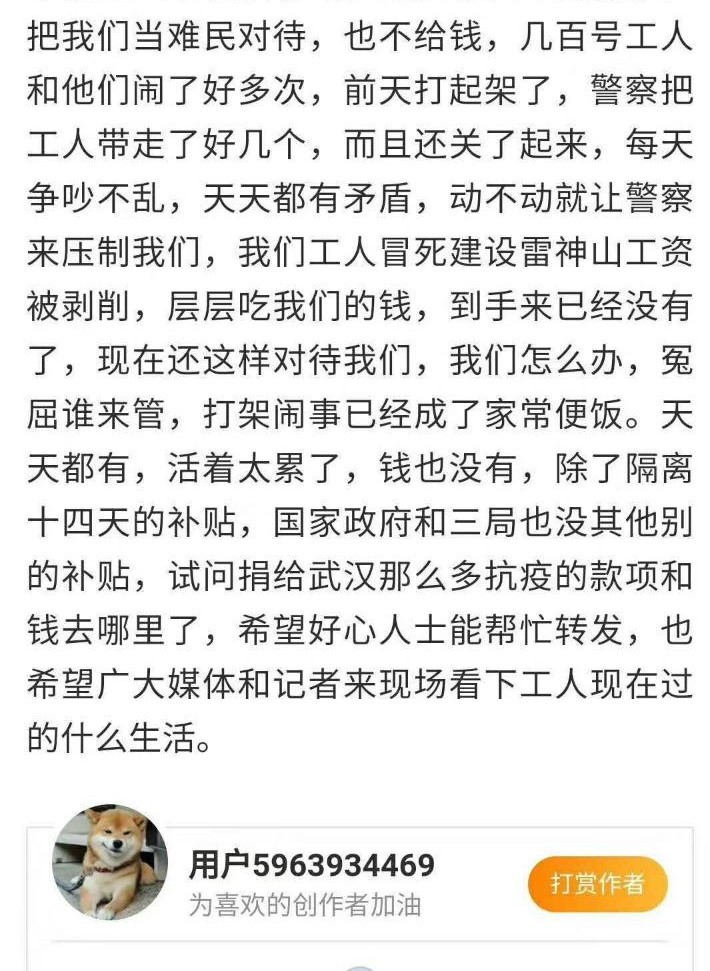 把我们当难民对待，也不给钱，几百号工人
和他们闹了好多次，前天打起架了，警察把
工人带走了好几个，而且还关了起来，每天
争吵不乱，天天都有矛盾，动不动就让警察
来压制我们，我们工人冒死建设雷神山工资
被剥削，层层吃我们的钱，到手来已经没有
了，现在还这样对待我们，我们怎么办，冤
屈谁来管，打架闹事已经成了家常便饭。天
天都有，活着太累了，钱也没有，除了隔离
十四天的补贴，国家政府和三局也没其他别
的补贴，试问捐给武汉那么多抗疫的款项和
钱去哪里了，希望好心人士能帮忙转发，也
希望广大媒体和记者来现场看下工人现在过
的什么生活。
用户5963934469
为喜欢的创作者加油
打赏作者